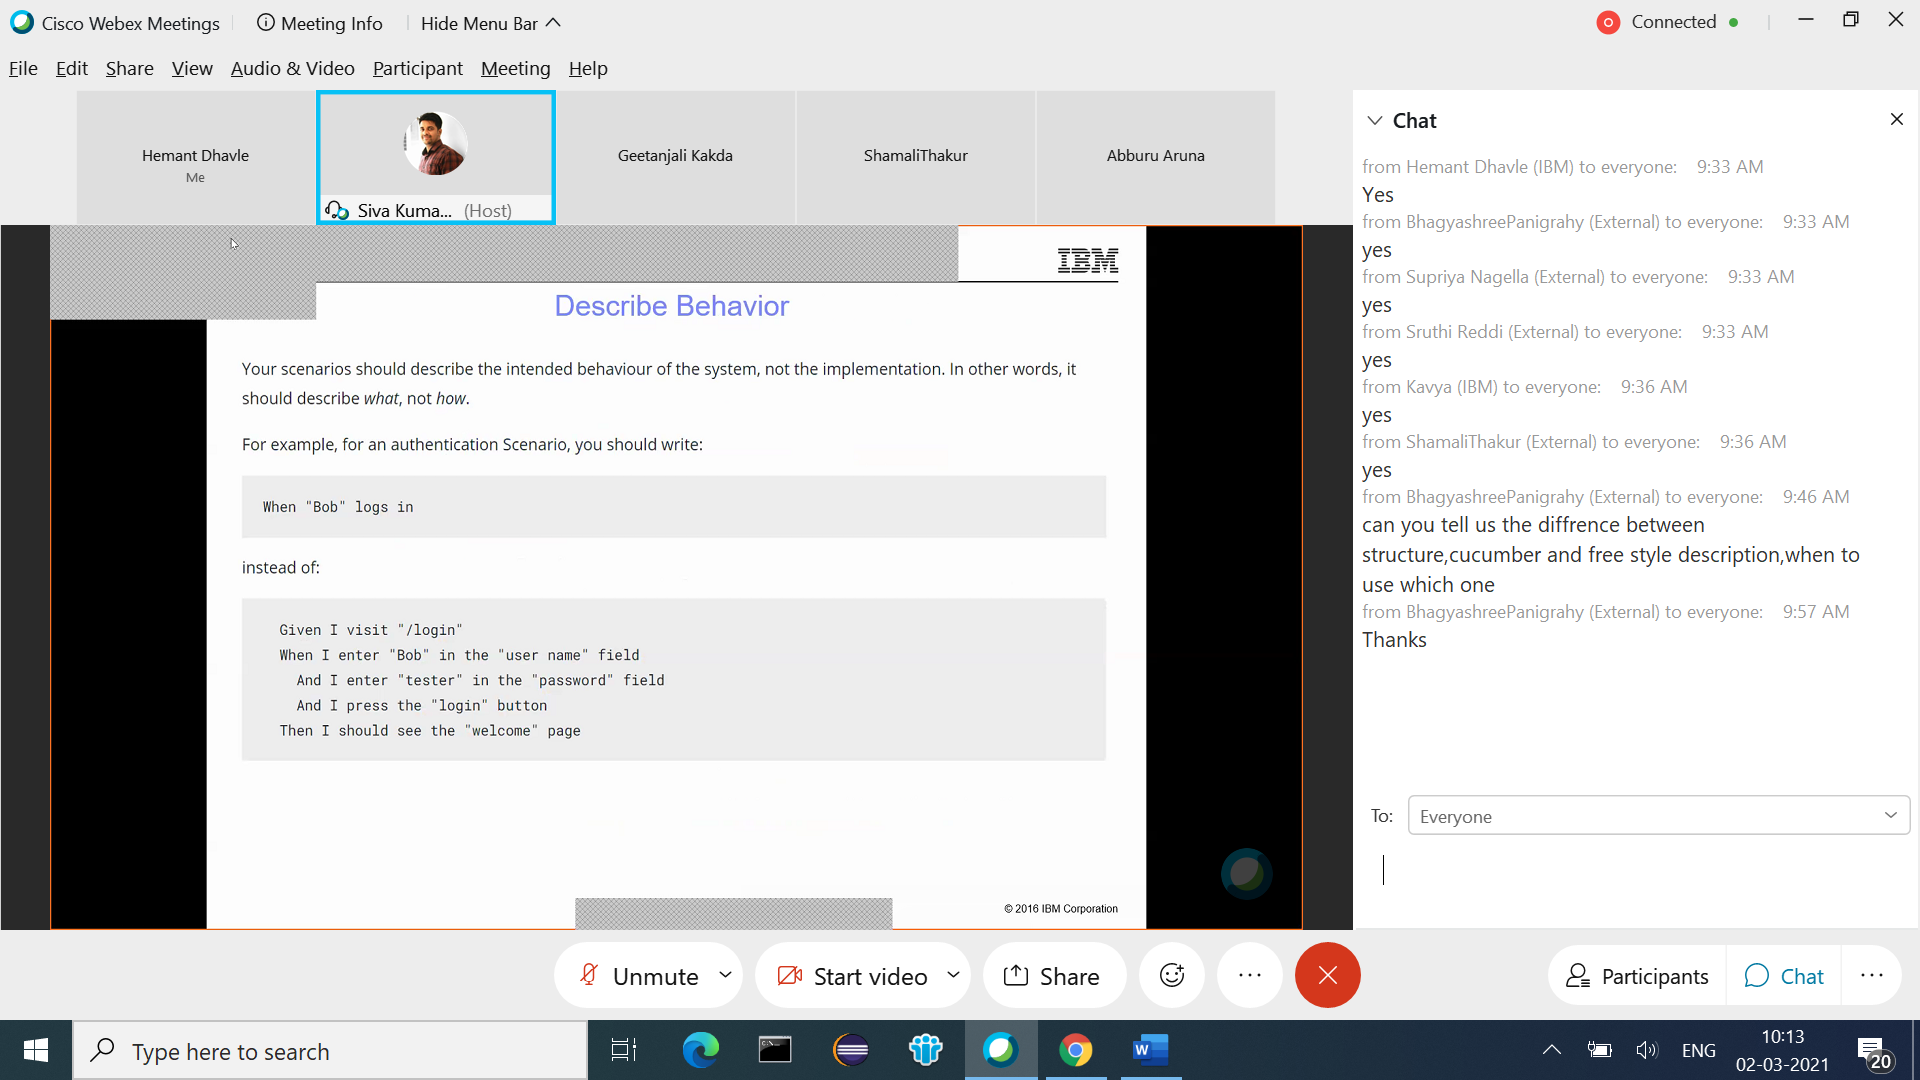 Cisco Webex Meetings
Meeting Info
Hide Menu Bar
Connected
File Edit Share View Audio & Video Participant Meeting Help
Hemant Dhavle
Me
Siva Kuma... (Host)
Geetanjali Kakda
ShamaliThakur
Abburu Aruna
IBM
Describe Behavior
Your scenarios should describe the intended behaviour of the system, not the implementation. In other words, it
should describe what, not how.
For example, for an authentication Scenario, you should write:
When "Bob" logs in
instead of:
Given I visit "/login"
When I enter "Bob" in the "user name" field
And I enter "tester" in the "password" field
And I press the "login" button
Then I should see the "welcome" page
© 2016 IBM Corporation
Chat
from Hemant Dhavle (IBM) to everyone: 9:33 AM
Yes
from BhagyashreePanigrahy (External) to everyone: 9:33 AM
yes
from Supriya Nagella (External) to everyone: 9:33 AM
yes
from Sruthi Reddi (External) to everyone: 9:33 AM
yes
from Kavya (IBM) to everyone: 9:36 AM
yes
from ShamaliThakur (External) to everyone: 9:36 AM
yes
from BhagyashreePanigrahy (External) to everyone: 9:46 AM
can you tell us the diffrence between
structure,cucumber and free style description,when to
use which one
from BhagyashreePanigrahy (External) to everyone: 9:57 AM
Thanks
To: Everyone
Unmute
Start video
Share
Participants
Chat
Type here to search
W
ENG
10:13
02-03-2021
20